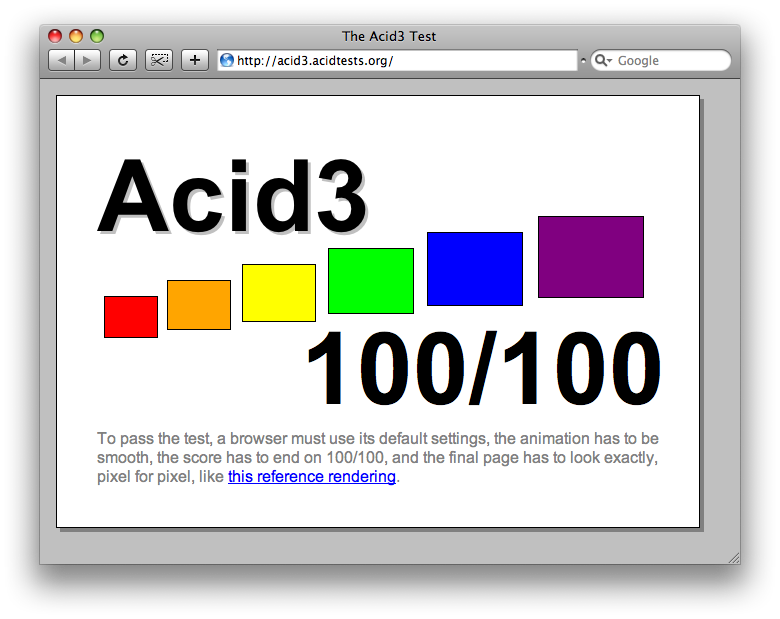 The Acid3 Test
http://acid3.acidtests.org/
Google
Acid3
100/100
To pass the test, a browser must use its default settings, the animation has to be
smooth, the score has to end on 100/100, and the final page has to look exactly,
pixel for pixel, like this reference rendering.